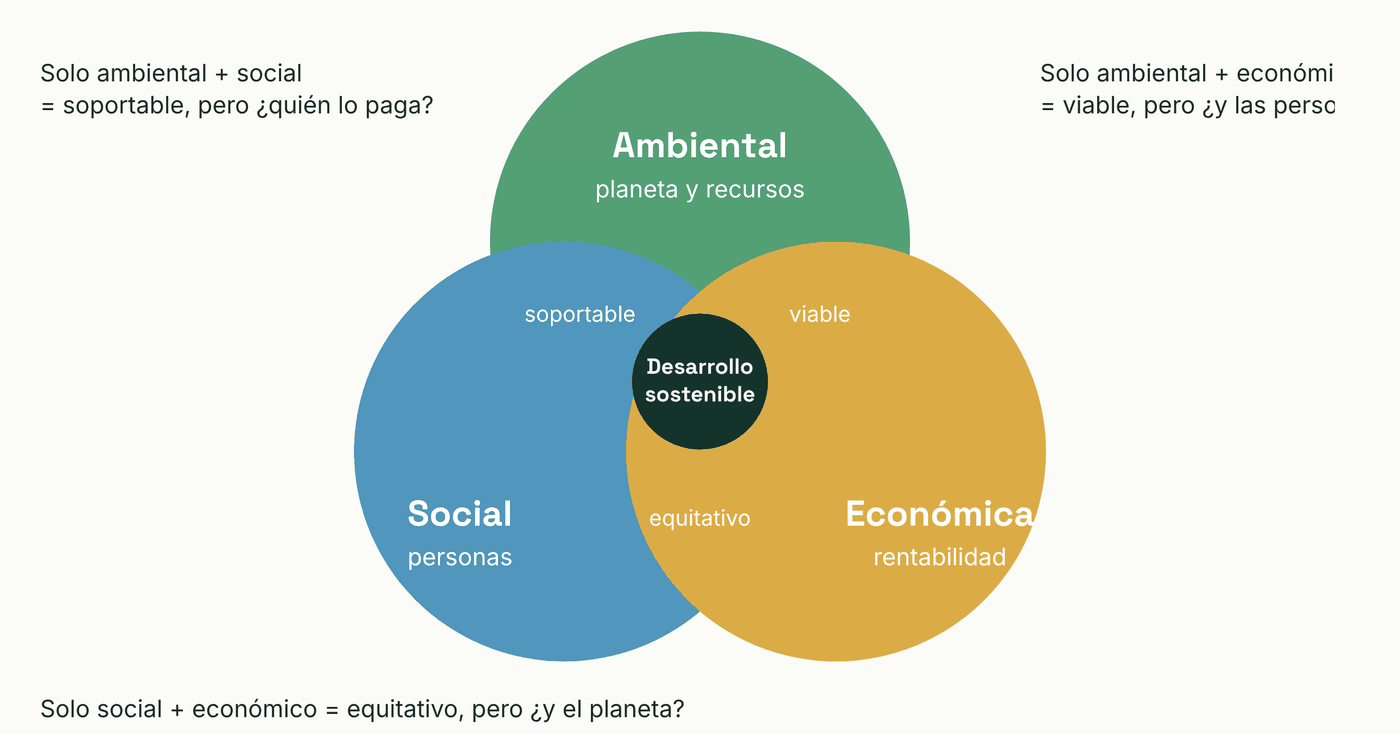 Solo ambiental + social
= soportable, pero ¿quién lo paga?
Solo ambiental + económi
= viable, pero ¿y las perso
Ambiental
planeta y recursos
soportable
viable
Desarrollo
sostenible
Social
personas
equitativo
Económica
rentabilidad
Solo social + económico = equitativo, pero ¿y el planeta?